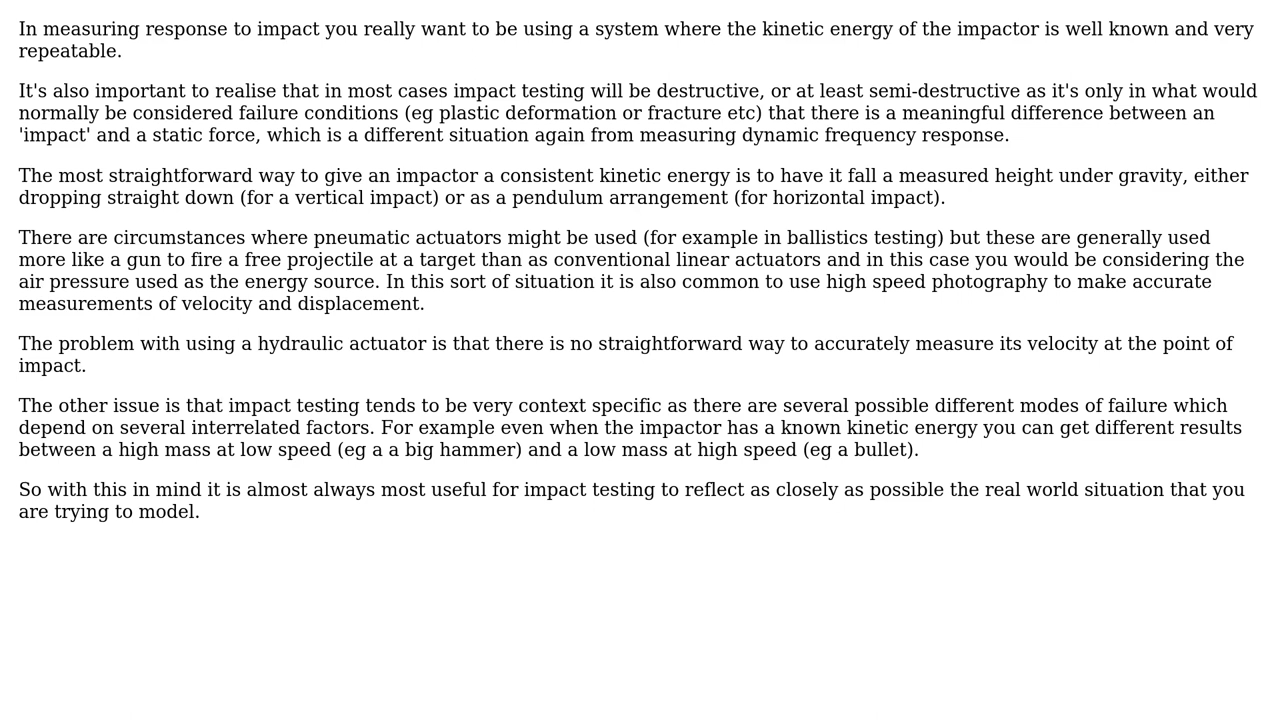 In measuring response to impact you really want to be using a system where the kinetic energy of the impactor is well known and very
repeatable.
It's also important to realise that in most cases impact testing will be destructive, or at least semi-destructive as it's only in what would
normally be considered failure conditions (eg plastic deformation or fracture etc) that there is a meaningful difference between an
'impact' and a static force, which is a different situation again from measuring dynamic frequency response.
The most straightforward way to give an impactor a consistent kinetic energy is to have it fall a measured height under gravity, either
dropping straight down (for a vertical impact) or as a pendulum arrangement (for horizontal impact).
There are circumstances where pneumatic actuators might be used (for example in ballistics testing) but these are generally used
more like a gun to fire a free projectile at a target than as conventional linear actuators and in this case you would be considering the
air pressure used as the energy source. In this sort of situation it is also common to use high speed photography to make accurate
measurements of velocity and displacement.
The problem with using a hydraulic actuator is that there is no straightforward way to accurately measure its velocity at the point of
impact.
The other issue is that impact testing tends to be very context specific as there are several possible different modes of failure which
depend on several interrelated factors. For example even when the impactor has a known kinetic energy you can get different results
between a high mass at low speed (eg a a big hammer) and a low mass at high speed (eg a bullet).
So with this in mind it is almost always most useful for impact testing to reflect as closely as possible the real world situation that you
are trying to model.